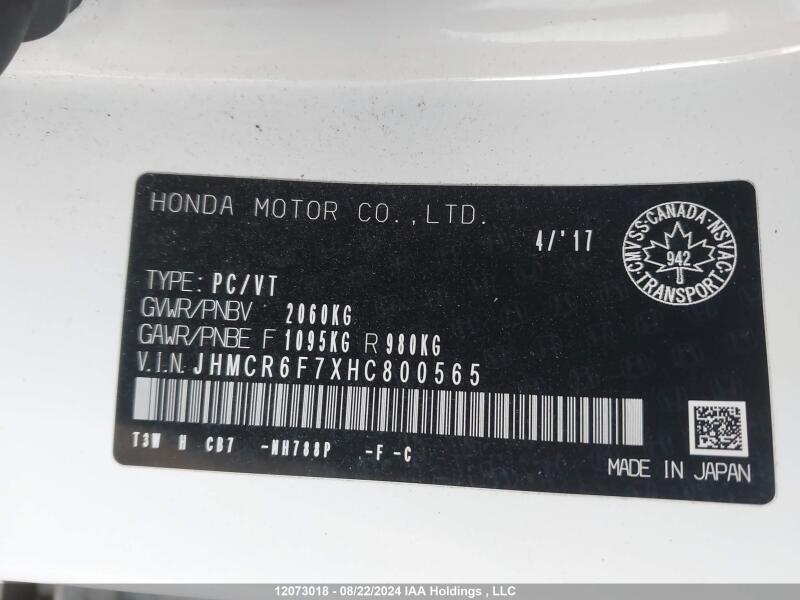 HONDA MOTOR CO.,LTD.
4/'17
CMVSS·CANADA·NSVAC·TRANSPORT·
942
TYPE: PC/VT
GVWR/PNBV 2060KG
GAWR/PNBE F 1095KG R 980KG
V.I.N. JHMCR6F7XHC800565
T3W H CB7 -NH788P -F -C
MADE IN JAPAN
12073018 - 08/22/2024 IAA Holdings , LLC